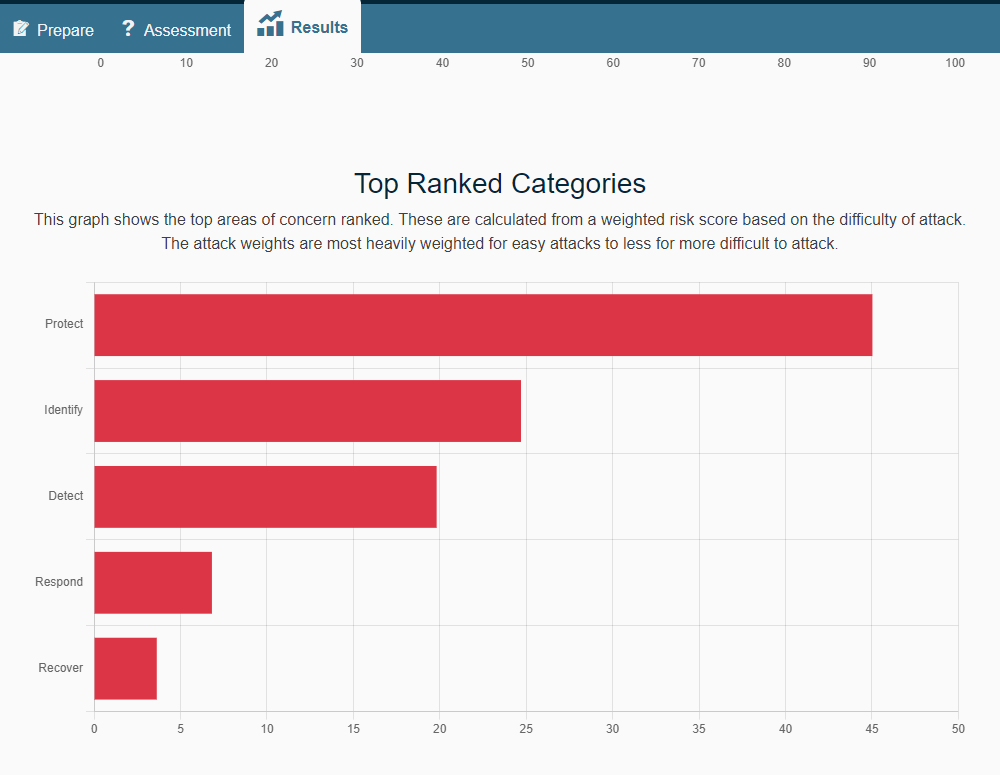 Prepare
? Assessment
Results
0 10 20 30 40 50 60 70 80 90 100
Top Ranked Categories
This graph shows the top areas of concern ranked. These are calculated from a weighted risk score based on the difficulty of attack.
The attack weights are most heavily weighted for easy attacks to less for more difficult to attack.
Protect
Identify
Detect
Respond
Recover
0 5 10 15 20 25 30 35 40 45 50